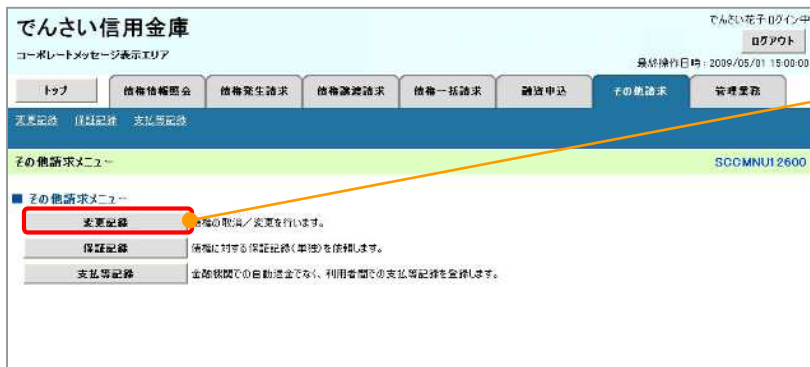 でんさい信用金庫
コーポレートメッセージ表示エリア
でんさい花子ログイン中
ログアウト
最終操作日時：2009/05/01 15:00:00
トップ 債権情報照会 債権発生請求 債権譲渡請求 債権一括請求 融資申込 その他請求 管理業務
変更記録 保証記録 支払等記録
その他請求メニュー SCCMNU12600
■ その他請求メニュー
変更記録 債権の取消／変更を行います。
保証記録 債権に対する保証記録（単独）を依頼します。
支払等記録 金融機関での自動送金でなく、利用者間での支払等記録を登録します。